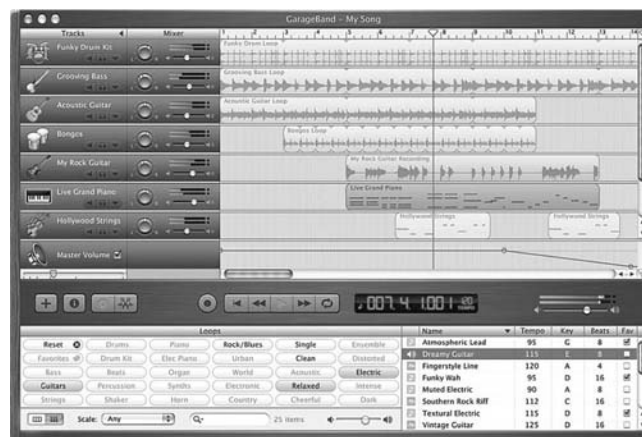 GarageBand – My Song
Tracks Mixer
Funky Drum Kit
Funky Drum Loop
Grooving Bass
Grooving Bass Loop
Acoustic Guitar
Acoustic Guitar Loop
Bongos
Bongos Loop
My Rock Guitar
My Rock Guitar Recording
Live Grand Piano
Live Grand Piano
Hollywood Strings
Hollywood Strings Hollywood Strings
Master Volume
007. 4. 1.001
Loops
Name Tempo Key Beats Fav
Reset Drums Piano Rock/Blues Single Ensemble
Favorites Drum Kit Elec Piano Urban Clean Distorted
Bass Beats Organ World Acoustic Electric
Guitars Percussion Synths Electronic Relaxed Intense
Strings Shaker Horn Country Cheerful Dark
Scale: Any 25 items
Atmospheric Lead 95 G 8
Dreamy Guitar 115 E 8
Fingerstyle Line 120 A 4
Funky Wah 95 D 16
Muted Electric 90 A 8
Southern Rock Riff 112 C 16
Textural Electric 115 D 8
Vintage Guitar 125 D 16